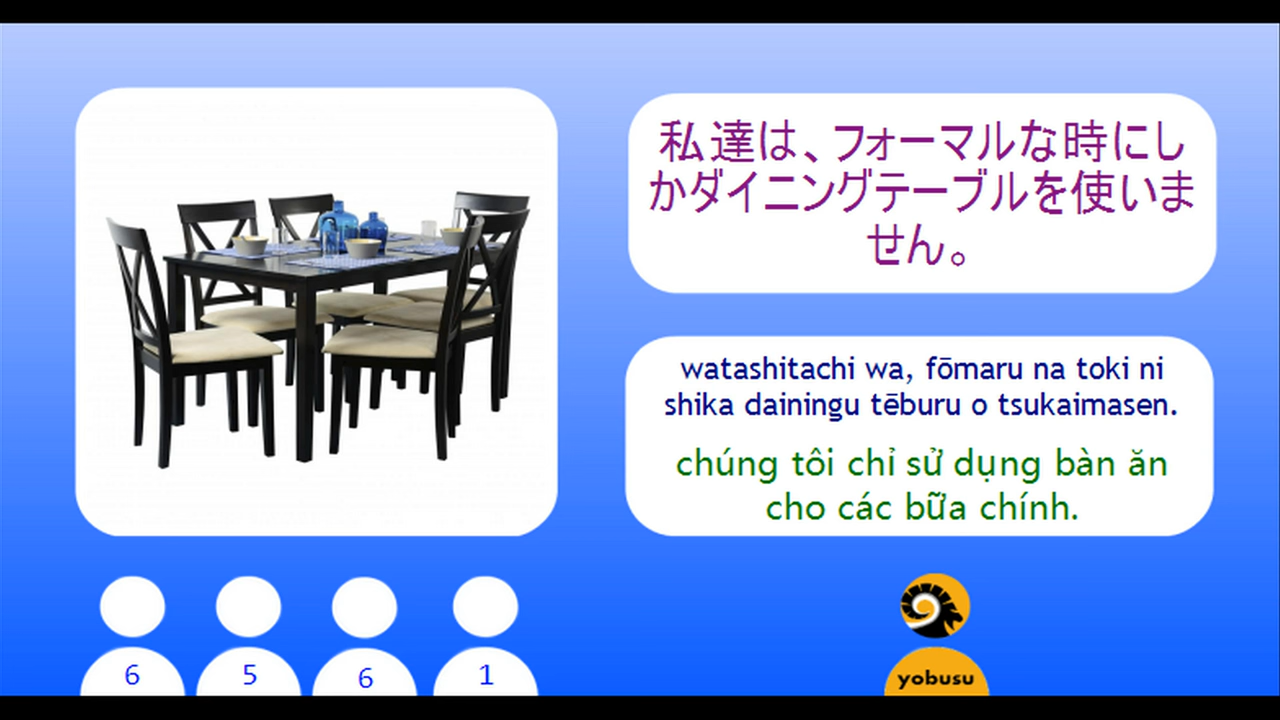 私達は、フォーマルな時にし
かダイニングテーブルを使いま
せん。
watashitachi wa, fōmaru na toki ni
shika dainingu tēburu o tsukaimasen.
chúng tôi chỉ sử dụng bàn ăn
cho các bữa chính.
6 5 6 1
yobusu